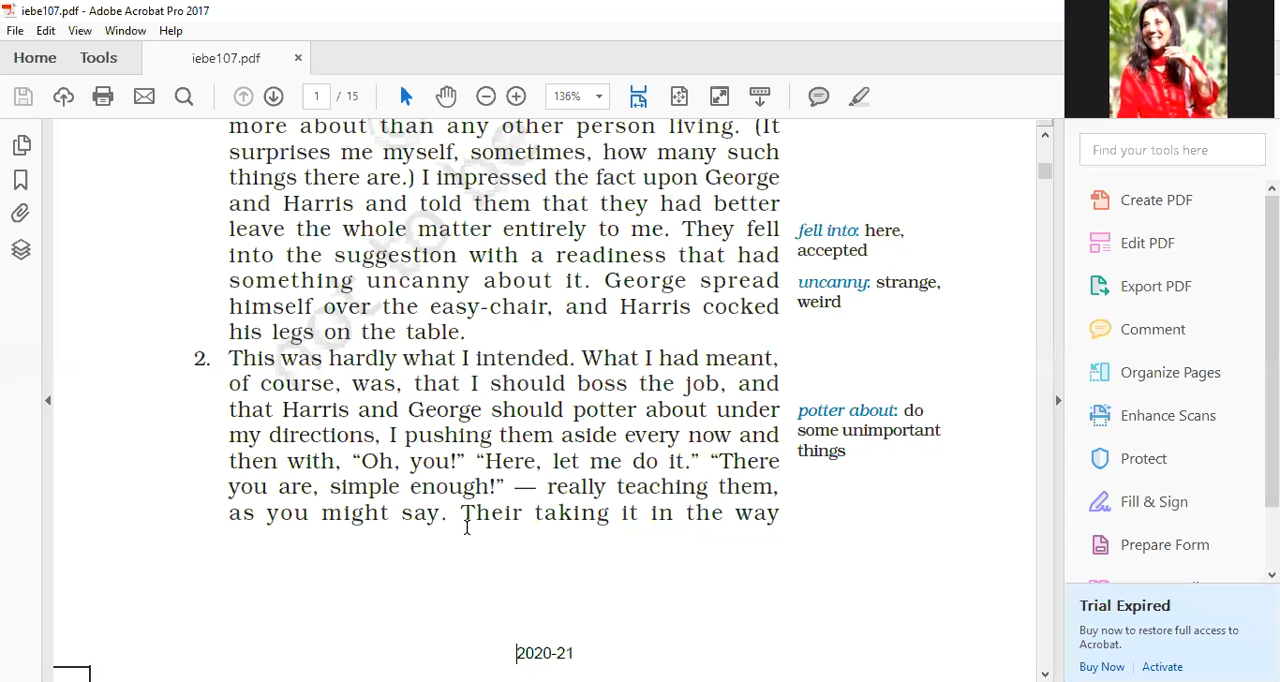 iebe107.pdf - Adobe Acrobat Pro 2017
File Edit View Window Help
Home Tools iebe107.pdf ×
1 / 15 136%
more about than any other person living. (It
surprises me myself, sometimes, how many such
things there are.) I impressed the fact upon George
and Harris and told them that they had better
leave the whole matter entirely to me. They fell
into the suggestion with a readiness that had
something uncanny about it. George spread
himself over the easy-chair, and Harris cocked
his legs on the table.
2. This was hardly what I intended. What I had meant,
of course, was, that I should boss the job, and
that Harris and George should potter about under
my directions, I pushing them aside every now and
then with, “Oh, you!” “Here, let me do it.” “There
you are, simple enough!” — really teaching them,
as you might say. Their taking it in the way
fell into: here,
accepted
uncanny: strange,
weird
potter about: do
some unimportant
things
not to be
2020-21
Find your tools here
Create PDF
Edit PDF
Export PDF
Comment
Organize Pages
Enhance Scans
Protect
Fill & Sign
Prepare Form
Trial Expired
Buy now to restore full access to
Acrobat.
Buy Now Activate